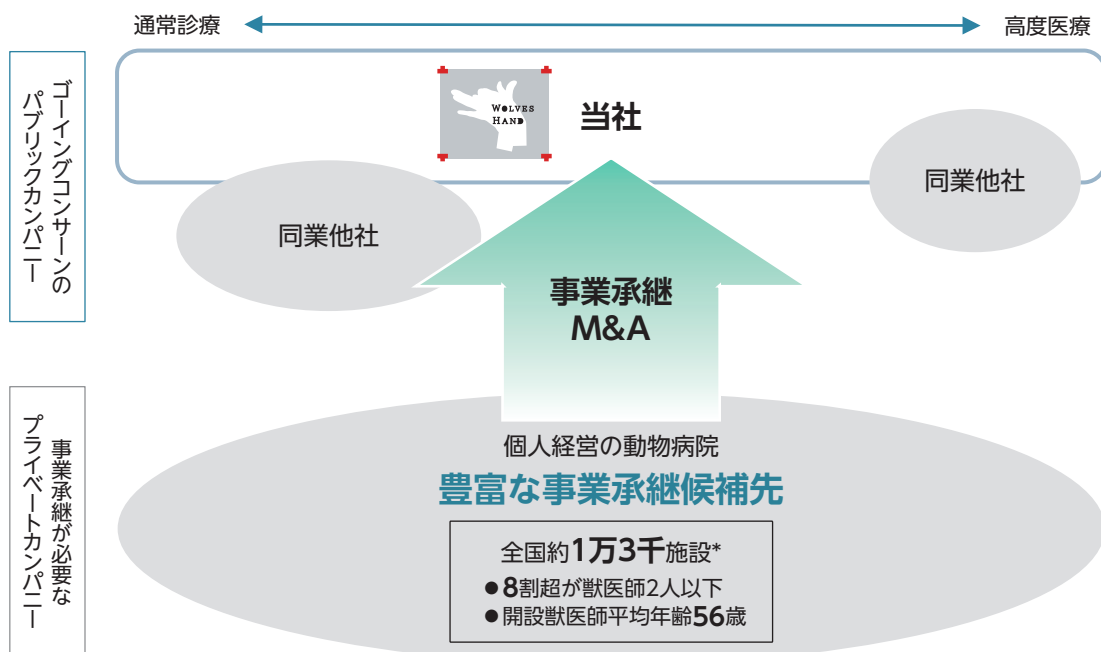 通常診療
高度医療
ゴーイングコンサーンの
パブリックカンパニー
WOLVES
HAND
当社
同業他社
同業他社
事業承継
M&A
事業承継が必要な
プライベートカンパニー
個人経営の動物病院
豊富な事業承継候補先
全国約1万3千施設*
●8割超が獣医師2人以下
●開設獣医師平均年齢56歳